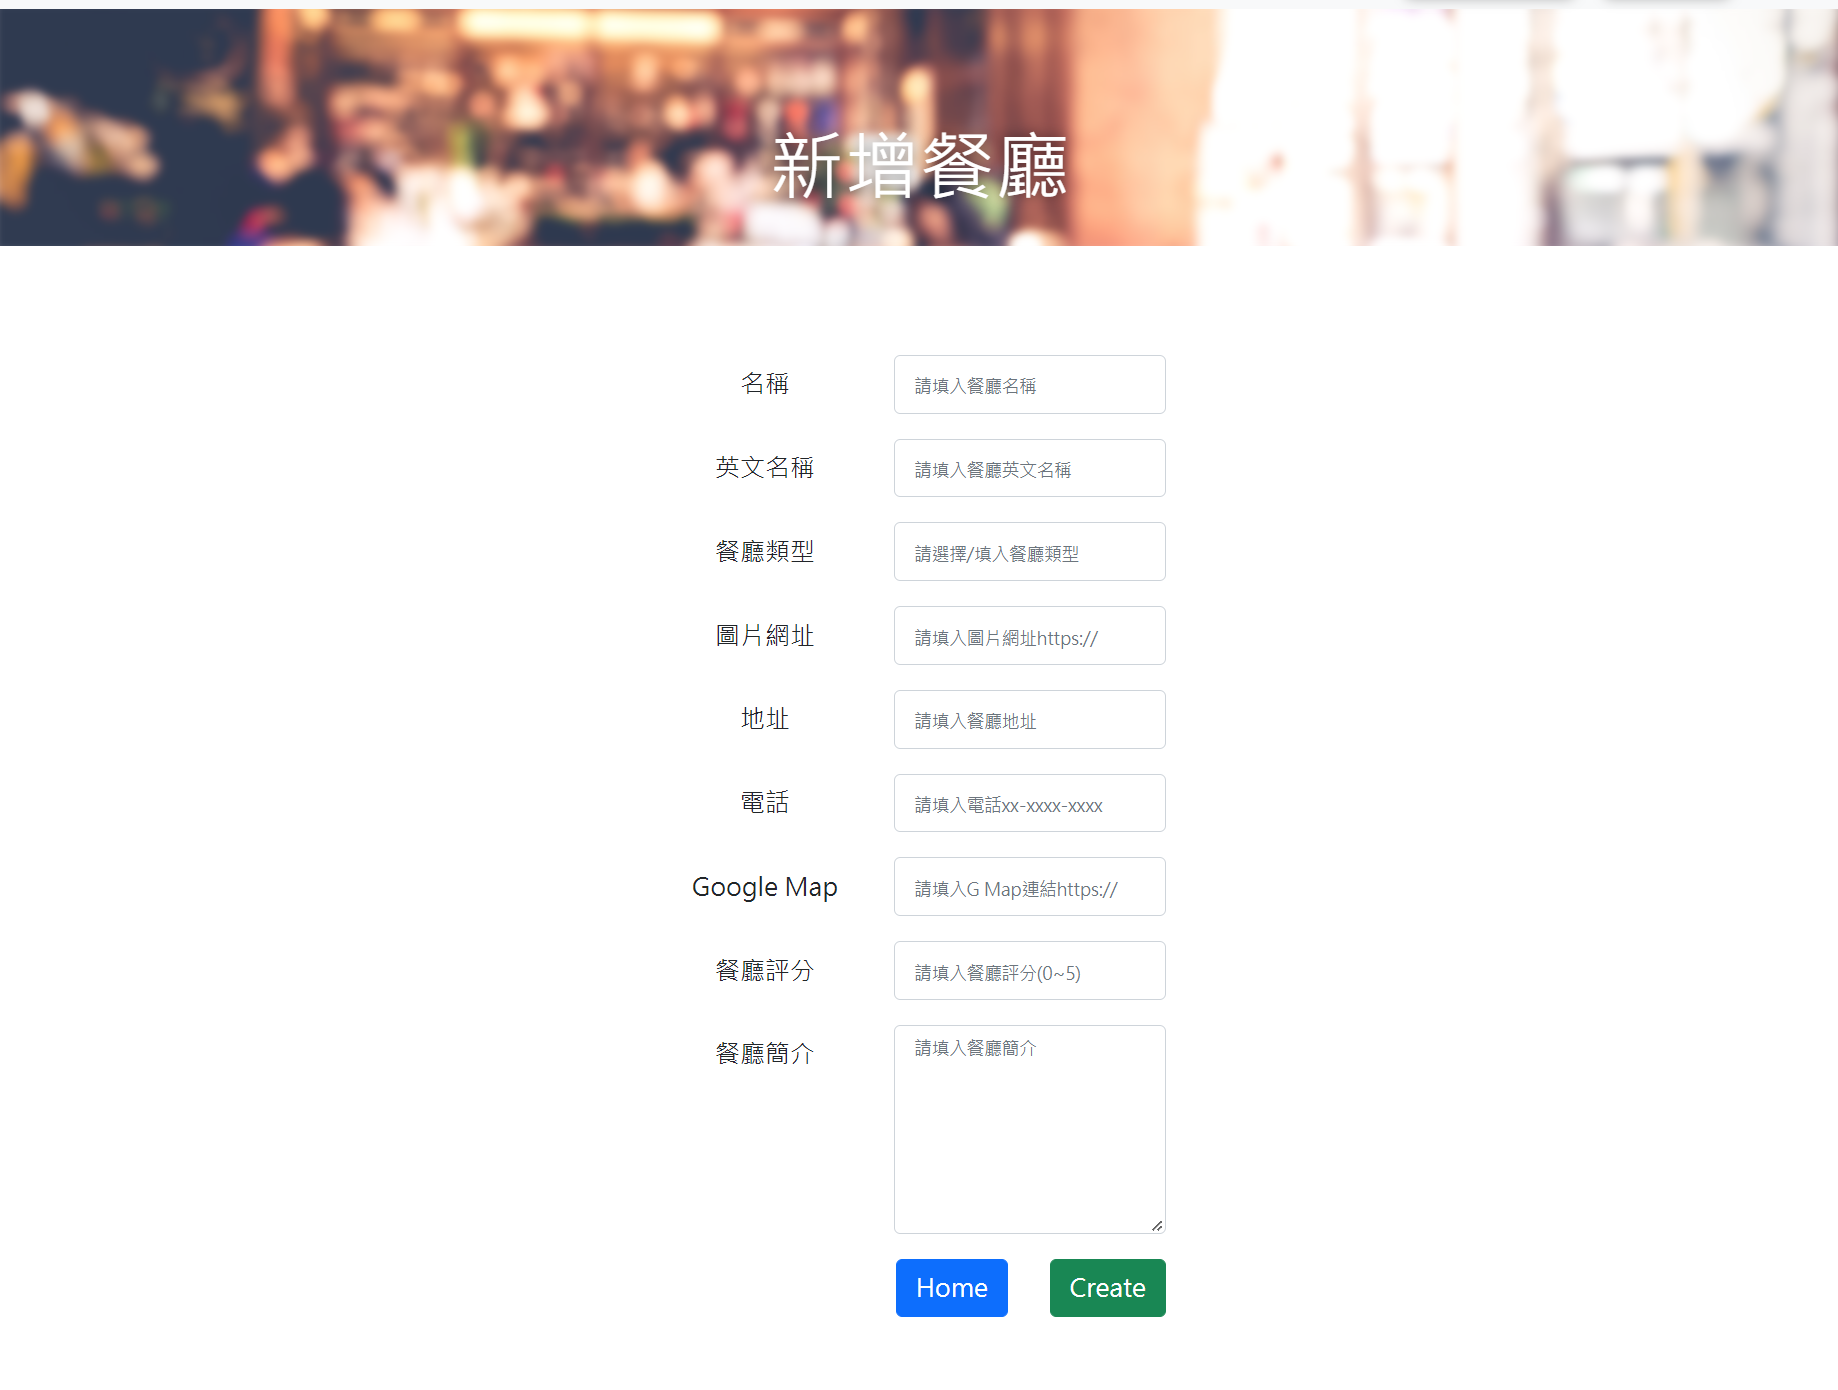 新增餐廳
名稱
請填入餐廳名稱
英文名稱
請填入餐廳英文名稱
餐廳類型
請選擇/填入餐廳類型
圖片網址
請填入圖片網址https://
地址
請填入餐廳地址
電話
請填入電話xx-xxxx-xxxx
Google Map
請填入G Map連結https://
餐廳評分
請填入餐廳評分(0~5)
餐廳簡介
請填入餐廳簡介
Home
Create